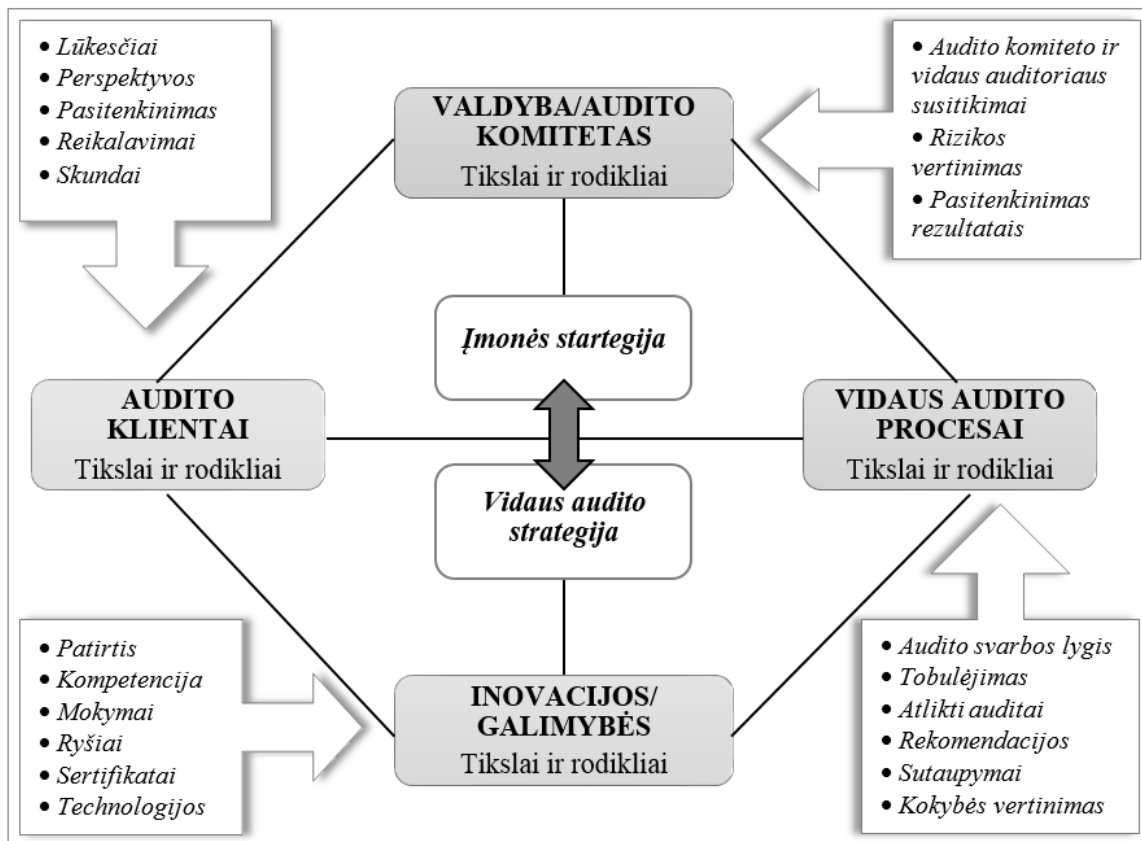 • Lūkesčiai
• Perspektyvos
• Pasitenkinimas
• Reikalavimai
• Skundai
VALDYBA/AUDITO
KOMITETAS
Tikslai ir rodikliai
• Audito komiteto ir
vidaus auditoriaus
susitikimai
• Rizikos
vertinimas
• Pasitenkinimas
rezultatais
Įmonės startegija
AUDITO
KLIENTAI
Tikslai ir rodikliai
VIDAUS AUDITO
PROCESAI
Tikslai ir rodikliai
Vidaus audito
strategija
• Patirtis
• Kompetencija
• Mokymai
• Ryšiai
• Sertifikatai
• Technologijos
INOVACIJOS/
GALIMYBĖS
Tikslai ir rodikliai
• Audito svarbos lygis
• Tobulėjimas
• Atlikti auditai
• Rekomendacijos
• Sutaupymai
• Kokybės vertinimas